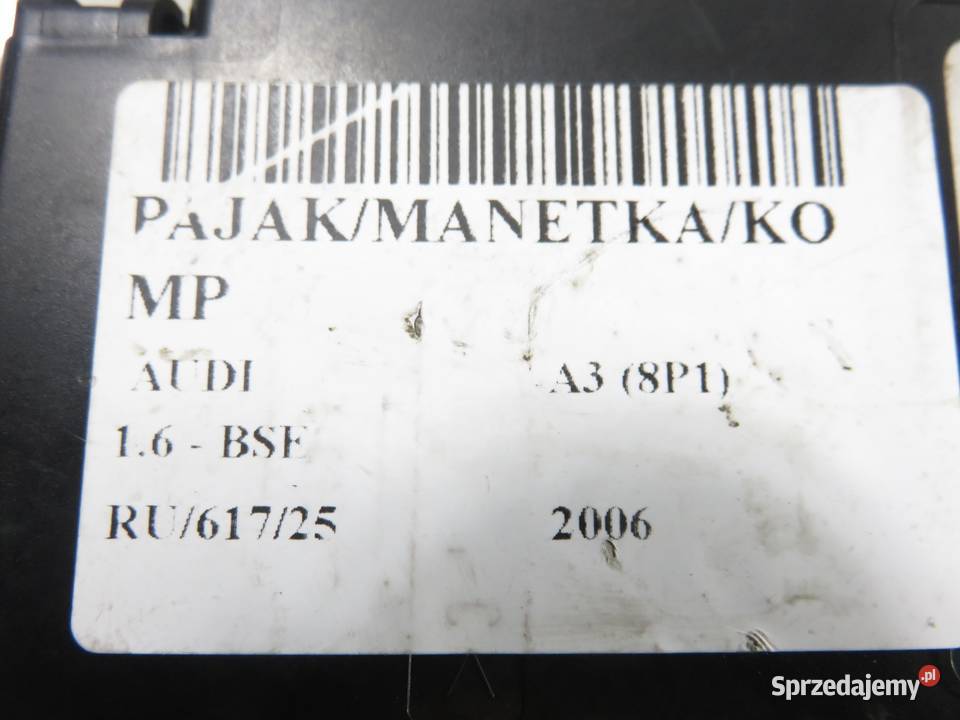 PAJAK/MANETKA/KO
MP
AUDI A3 (8P1)
1.6 - BSE
RU/617/25 2006
Sprzedajemy.pl